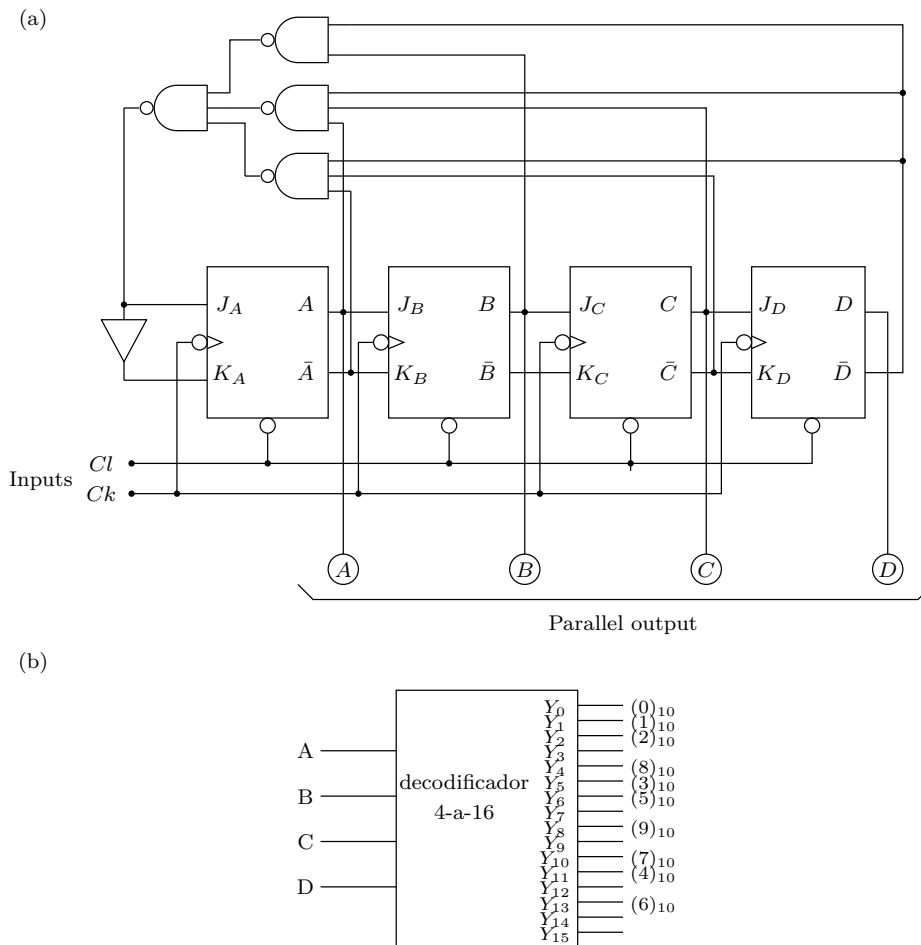 (a)
J_A A J_B B J_C C J_D D
K_A Ā K_B B̄ K_C C̄ K_D D̄
Cl
Inputs
Ck
A B C D
Parallel output
(b)
Y_0 (0)_10
Y_1 (1)_10
Y_2 (2)_10
A
Y_3
Y_4 (8)_10
decodificador
Y_5 (3)_10
B
Y_6 (5)_10
4-a-16
Y_7
Y_8 (9)_10
C
Y_9
Y_10 (7)_10
Y_11 (4)_10
D
Y_12
Y_13 (6)_10
Y_14
Y_15